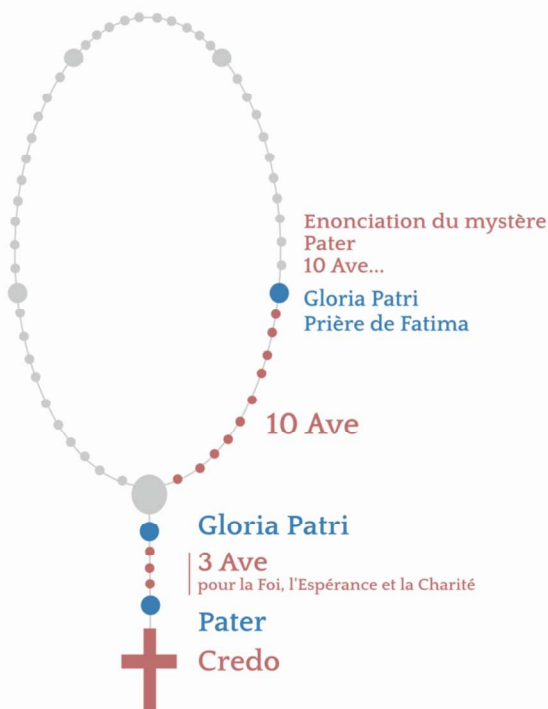 Enonciation du mystère
Pater
10 Ave...
Gloria Patri
Prière de Fatima
10 Ave
Gloria Patri
3 Ave
pour la Foi, l'Espérance et la Charité
Pater
Credo